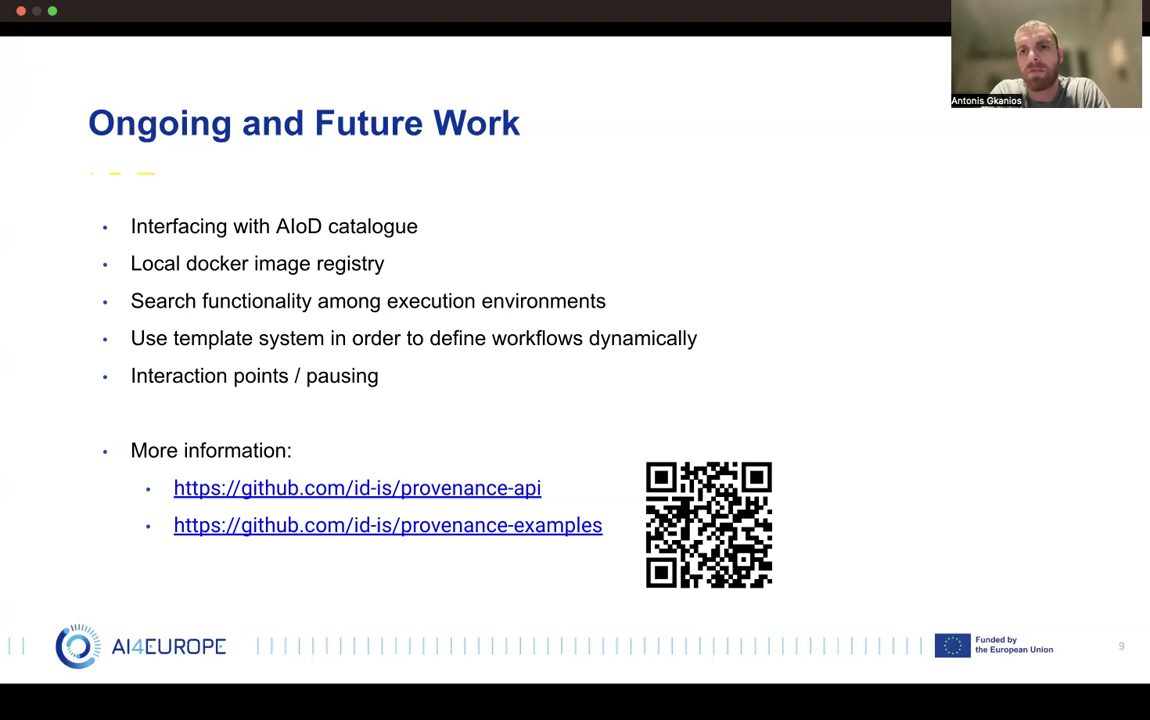 Antonis Gkanios
Ongoing and Future Work
Interfacing with AIoD catalogue
Local docker image registry
Search functionality among execution environments
Use template system in order to define workflows dynamically
Interaction points / pausing
More information:
https://github.com/id-is/provenance-api
https://github.com/id-is/provenance-examples
AI4EUROPE
Funded by
the European Union
9